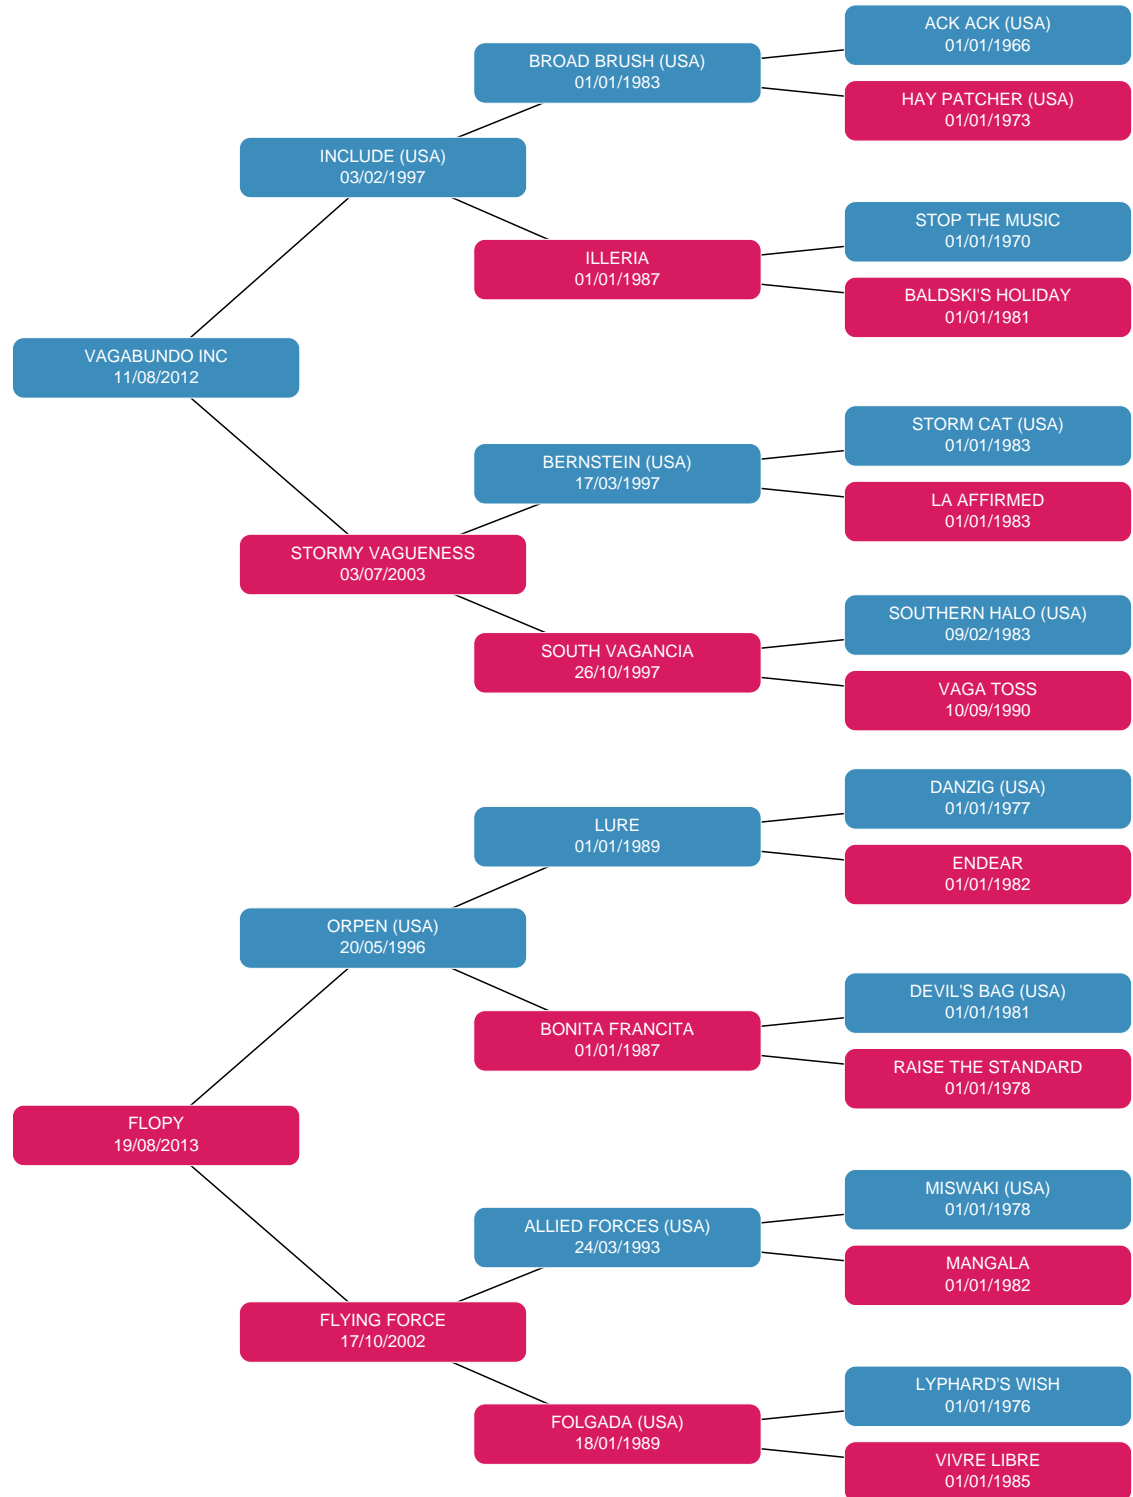 ACK ACK (USA)
01/01/1966
BROAD BRUSH (USA)
01/01/1983
HAY PATCHER (USA)
01/01/1973
INCLUDE (USA)
03/02/1997
STOP THE MUSIC
01/01/1970
ILLERIA
01/01/1987
BALDSKI'S HOLIDAY
01/01/1981
VAGABUNDO INC
11/08/2012
STORM CAT (USA)
01/01/1983
BERNSTEIN (USA)
17/03/1997
LA AFFIRMED
01/01/1983
STORMY VAGUENESS
03/07/2003
SOUTHERN HALO (USA)
09/02/1983
SOUTH VAGANCIA
26/10/1997
VAGA TOSS
10/09/1990
DANZIG (USA)
01/01/1977
LURE
01/01/1989
ENDEAR
01/01/1982
ORPEN (USA)
20/05/1996
DEVIL'S BAG (USA)
01/01/1981
BONITA FRANCITA
01/01/1987
RAISE THE STANDARD
01/01/1978
FLOPY
19/08/2013
MISWAKI (USA)
01/01/1978
ALLIED FORCES (USA)
24/03/1993
MANGALA
01/01/1982
FLYING FORCE
17/10/2002
LYPHARD'S WISH
01/01/1976
FOLGADA (USA)
18/01/1989
VIVRE LIBRE
01/01/1985